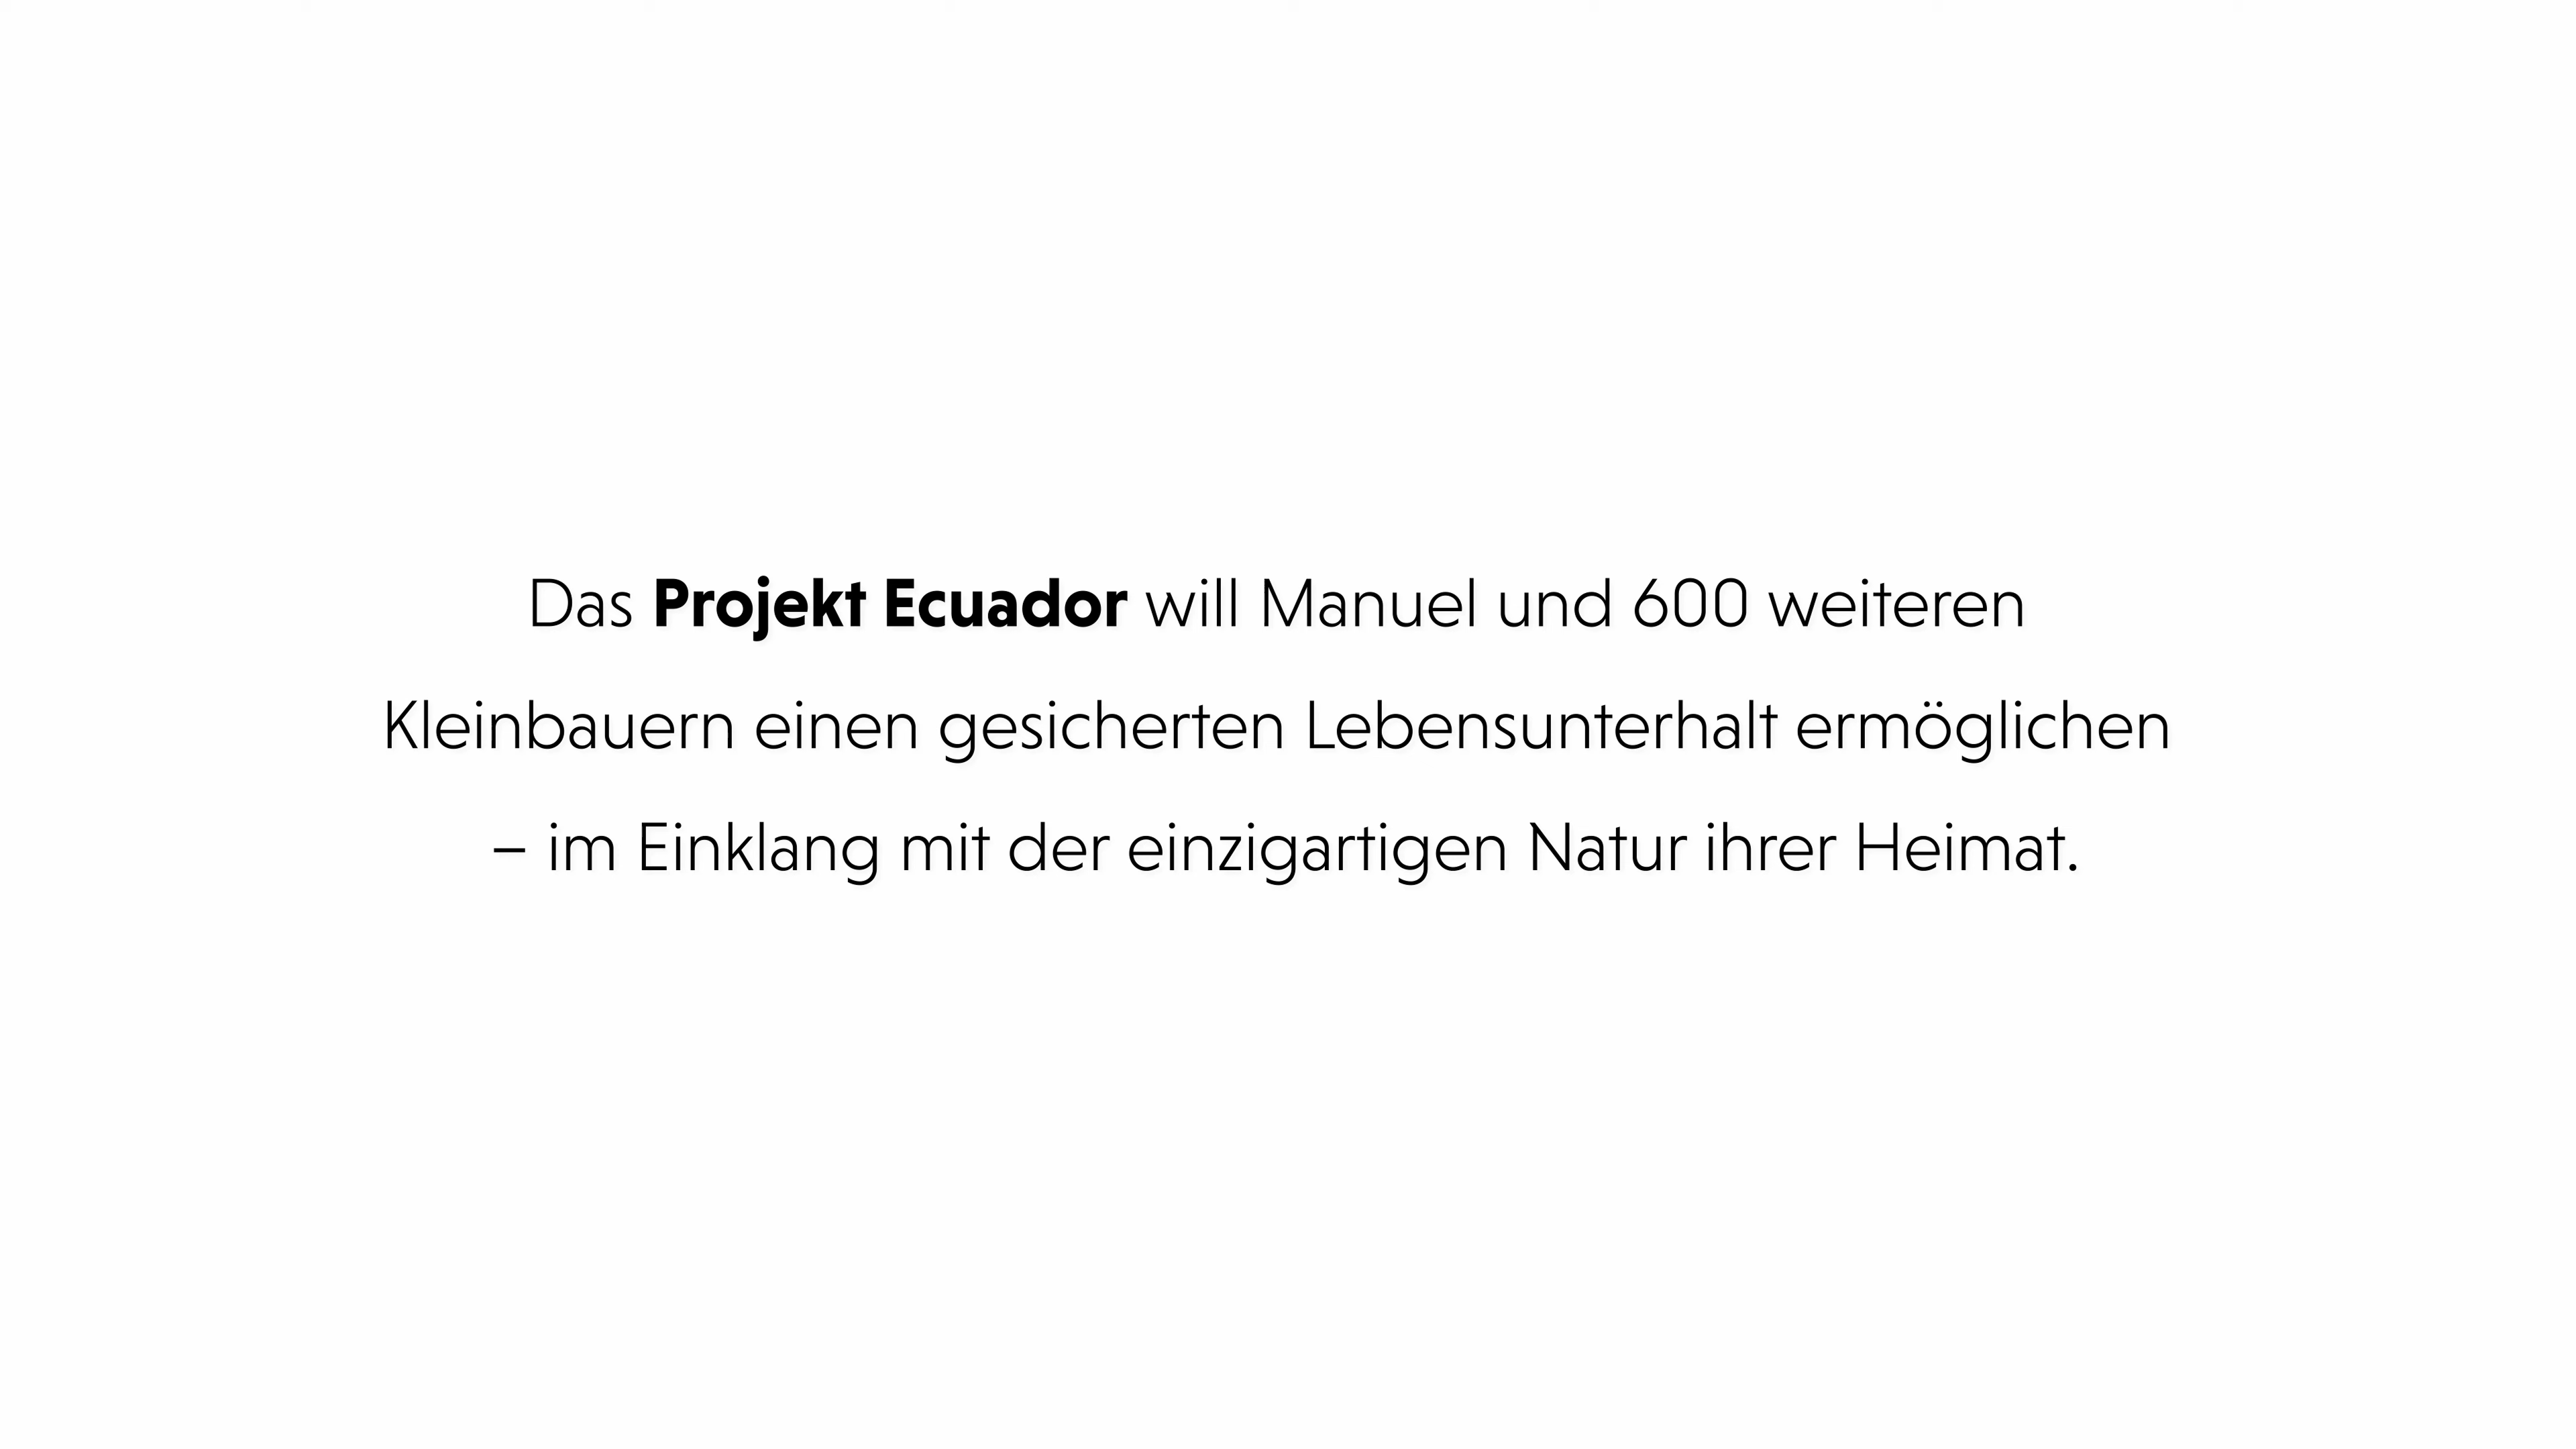 Das Projekt Ecuador will Manuel und 600 weiteren
Kleinbauern einen gesicherten Lebensunterhalt ermöglichen
– im Einklang mit der einzigartigen Natur ihrer Heimat.